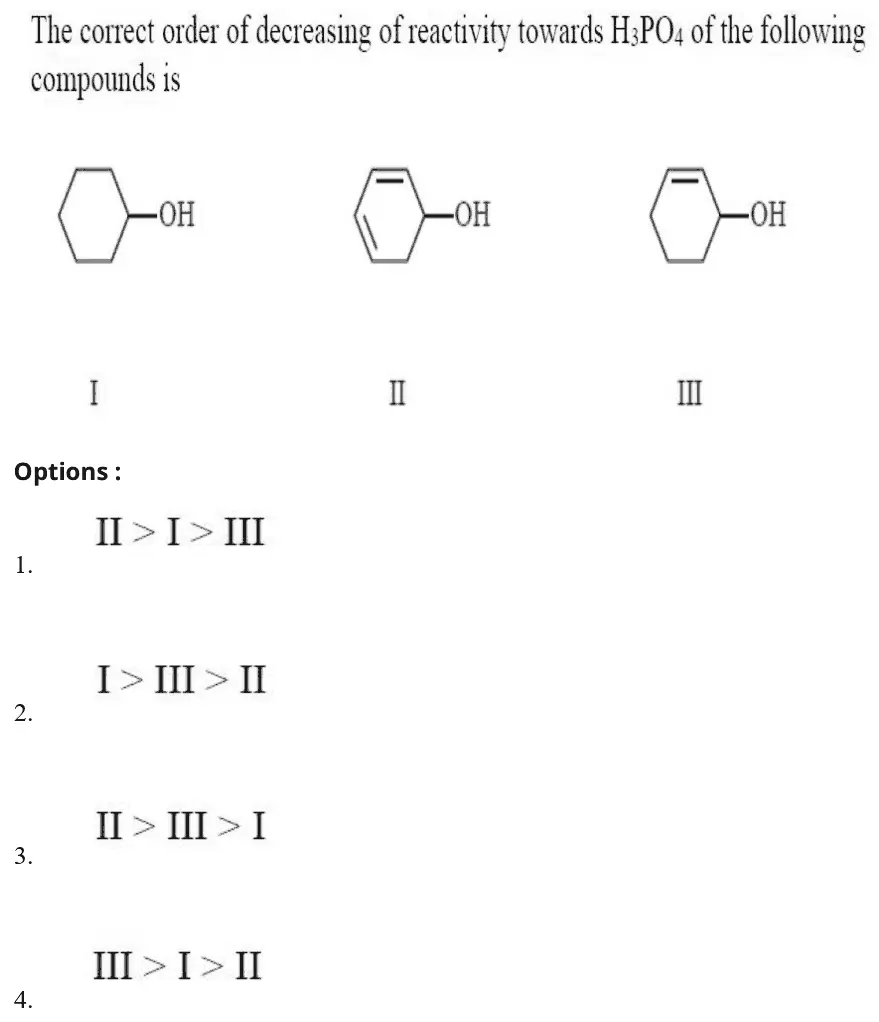 The correct order of decreasing of reactivity towards H₃PO₄ of the following
compounds is
OH OH OH
I II III
Options :
II > I > III
1.
I > III > II
2.
II > III > I
3.
III > I > II
4.